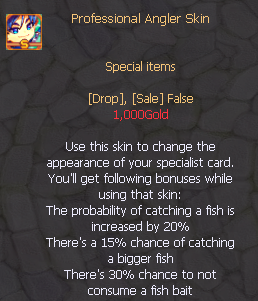 Professional Angler Skin
Special items
[Drop], [Sale] False
1,000Gold
Use this skin to change the
appearance of your specialist card.
You'll get following bonuses while
using that skin:
The probability of catching a fish is
increased by 20%
There's a 15% chance of catching
a bigger fish
There's 30% chance to not
consume a fish bait